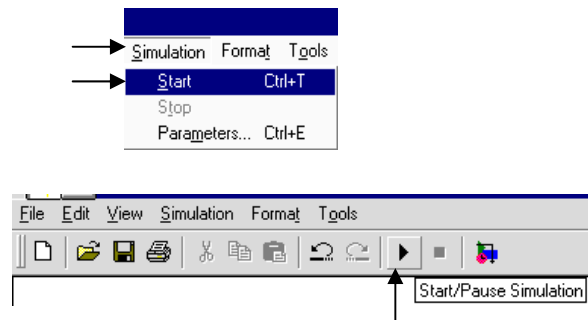 Simulation Format Tools
Start Ctrl+T
Stop
Parameters... Ctrl+E
File Edit View Simulation Format Tools
Start/Pause Simulation